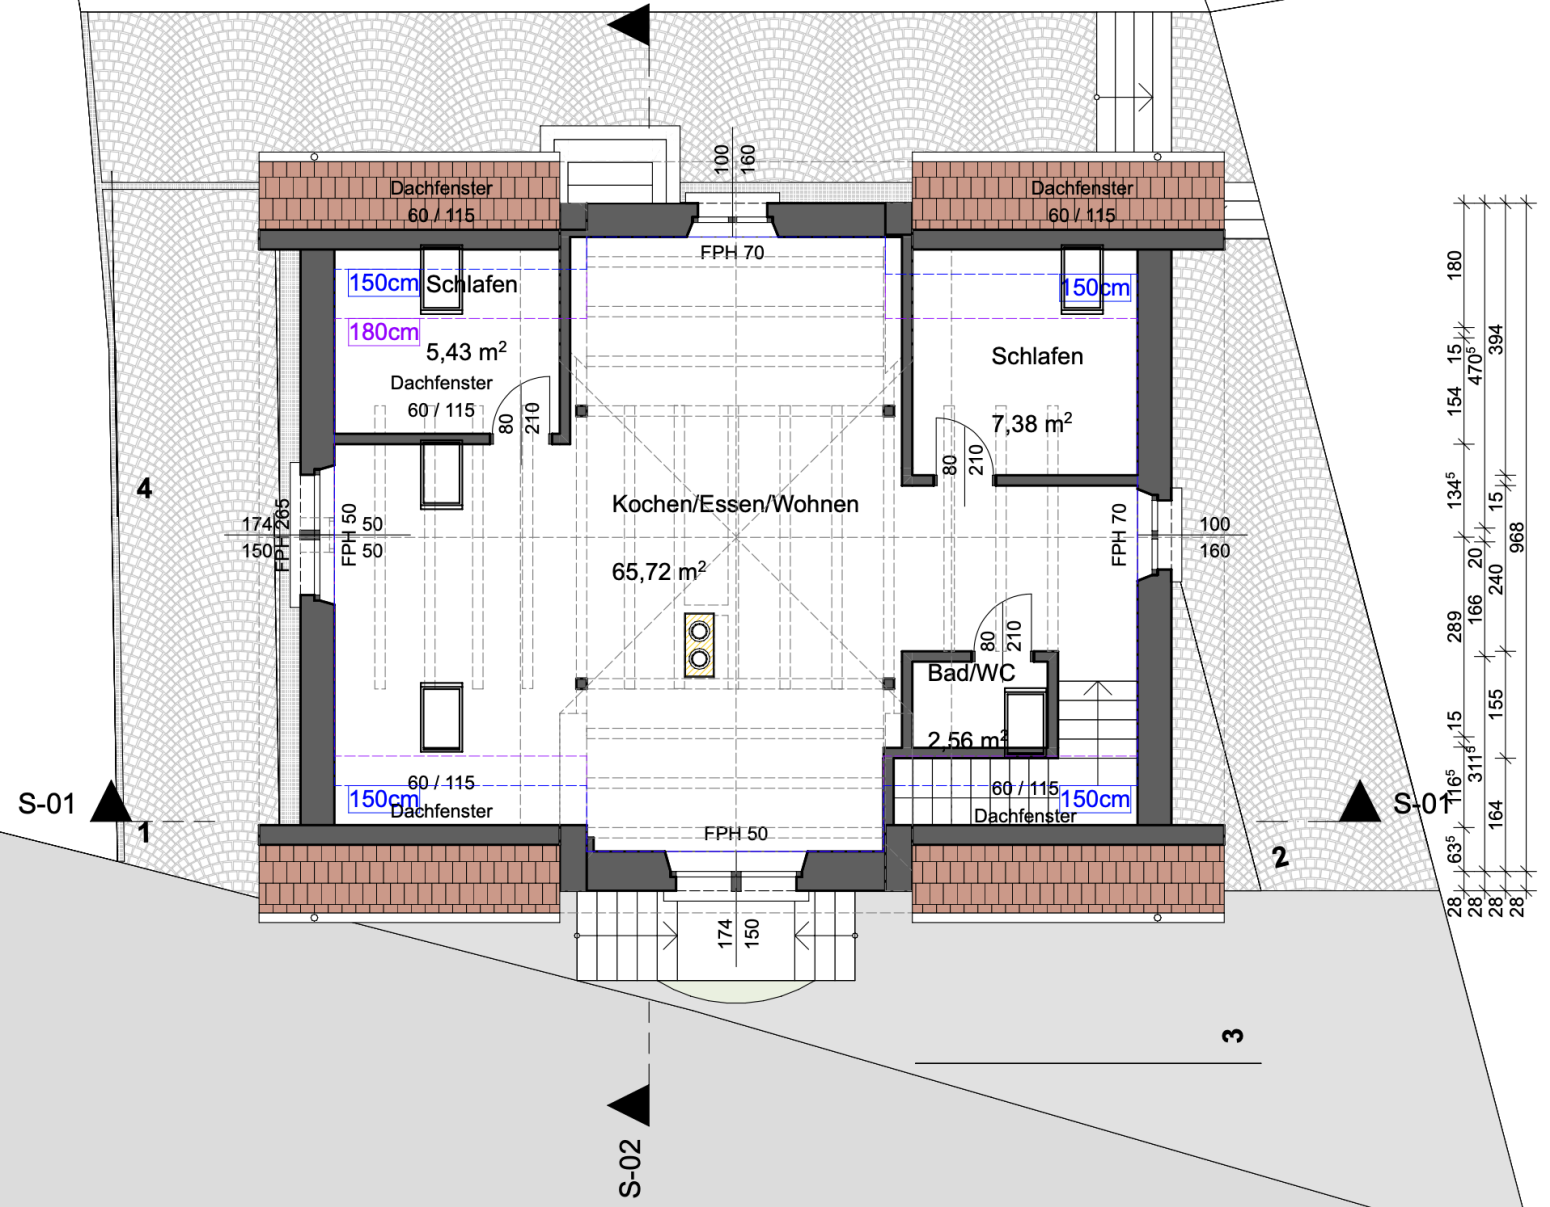 100
160
Dachfenster
60 / 115
Dachfenster
60 / 115
FPH 70
150cm
Schlafen
180cm
5,43 m²
Dachfenster
60 / 115
80
210
150cm
Schlafen
7,38 m²
80
210
4
174
150
FPH 265
FPH 50
50
50
Kochen/Essen/Wohnen
65,72 m²
FPH 70
100
160
80
210
Bad/WC
2,56 m²
60 / 115
Dachfenster
150cm
60 / 115
Dachfenster
150cm
FPH 50
S-01
1
S-01
2
174
150
3
S-02
180
15
154
134⁵
289
15
116⁵
63⁵
28
470⁵
20
166
311⁵
28
394
15
240
155
164
28
968
28